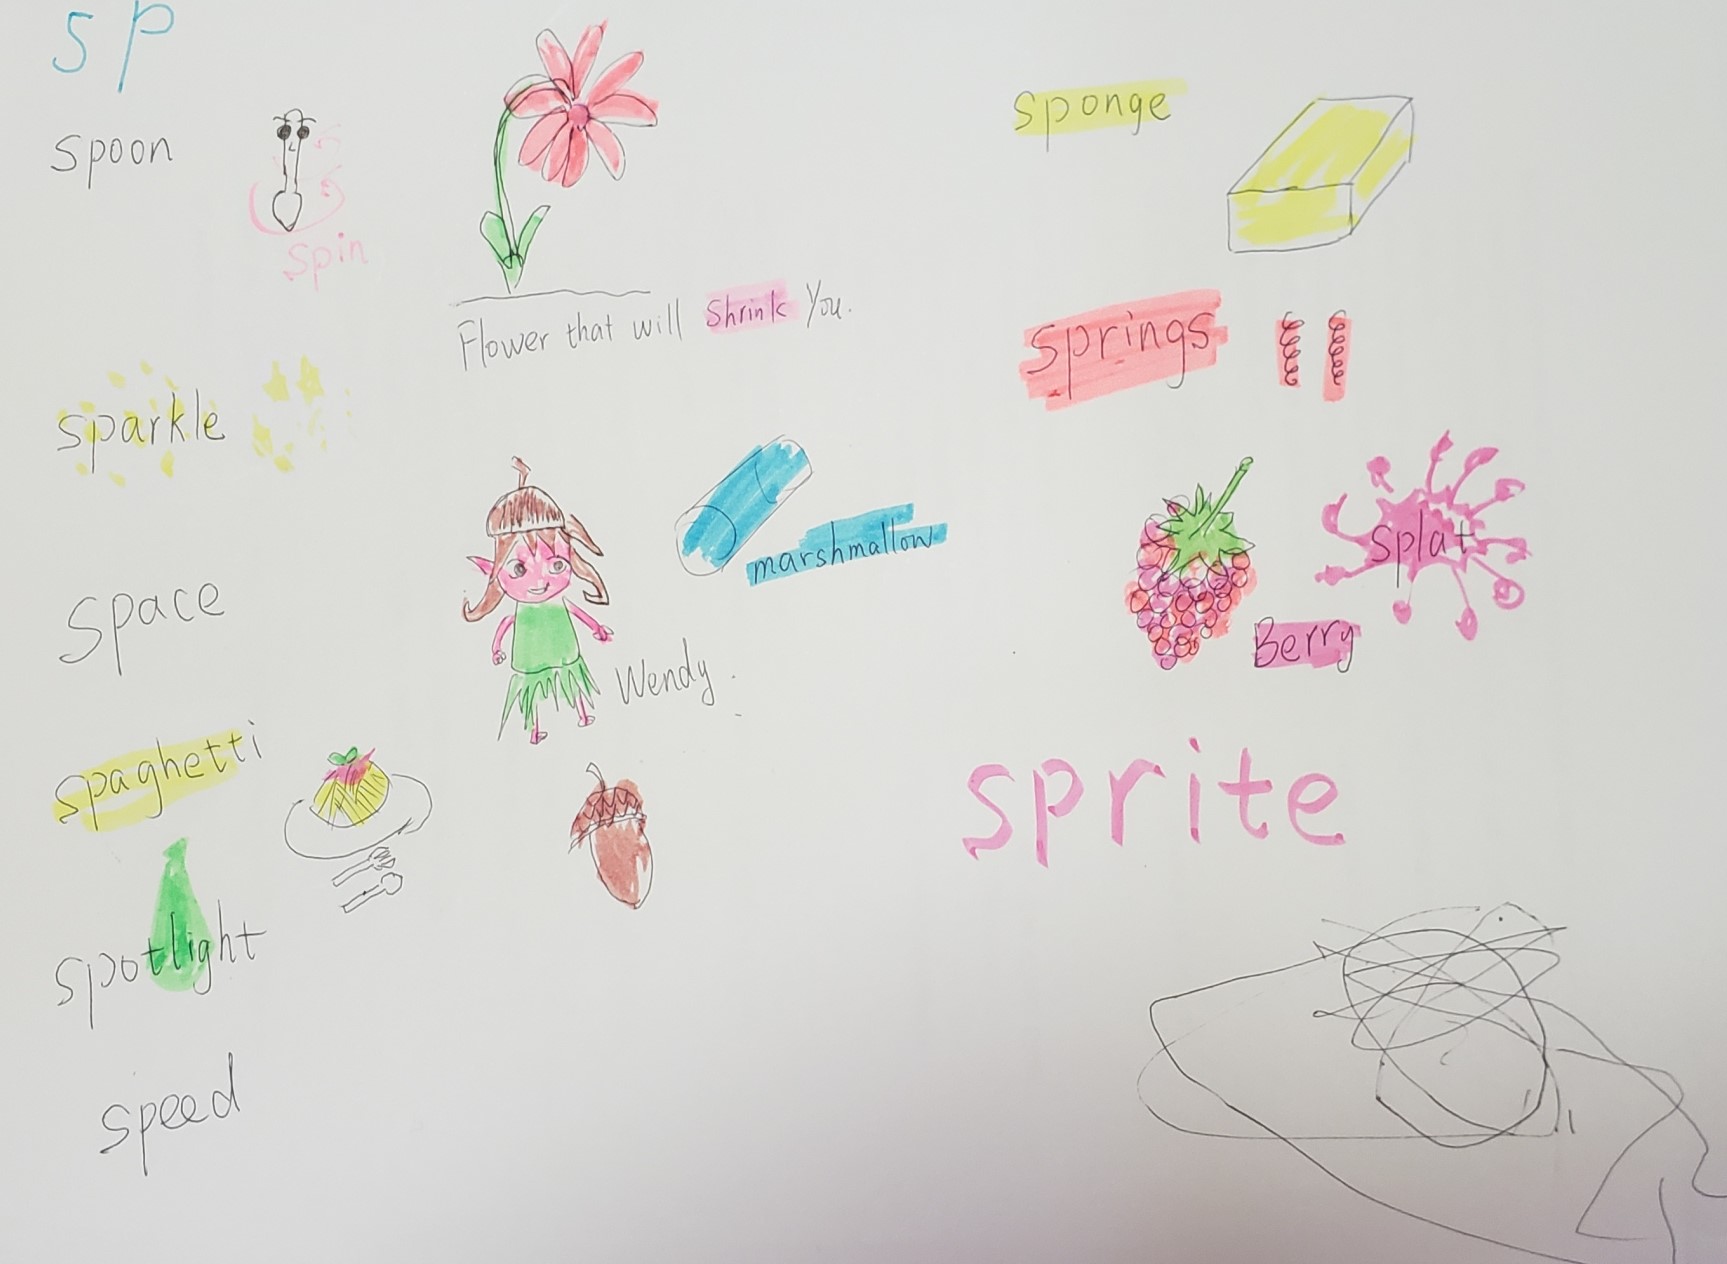 sp
spoon
spin
sparkle
space
spaghetti
spotlight
speed
Flower that will Shrink You.
marshmallow
Wendy
sponge
springs
splat
Berry
sprite